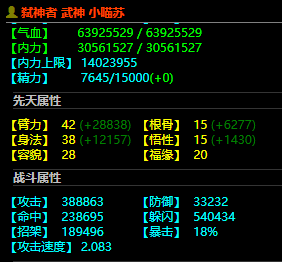 弑神者 武神 小喵苏
【气血】 63925529 / 63925529
【内力】 30561527 / 30561527
【内力上限】 14023955
【精力】 7645/15000(+0)
先天属性
【臂力】 42 (+28838) 【根骨】 15 (+6277)
【身法】 38 (+12157) 【悟性】 15 (+1430)
【容貌】 28 【福缘】 20
战斗属性
【攻击】 388863 【防御】 33232
【命中】 238695 【躲闪】 540434
【招架】 189496 【暴击】 18%
【攻击速度】 2.083